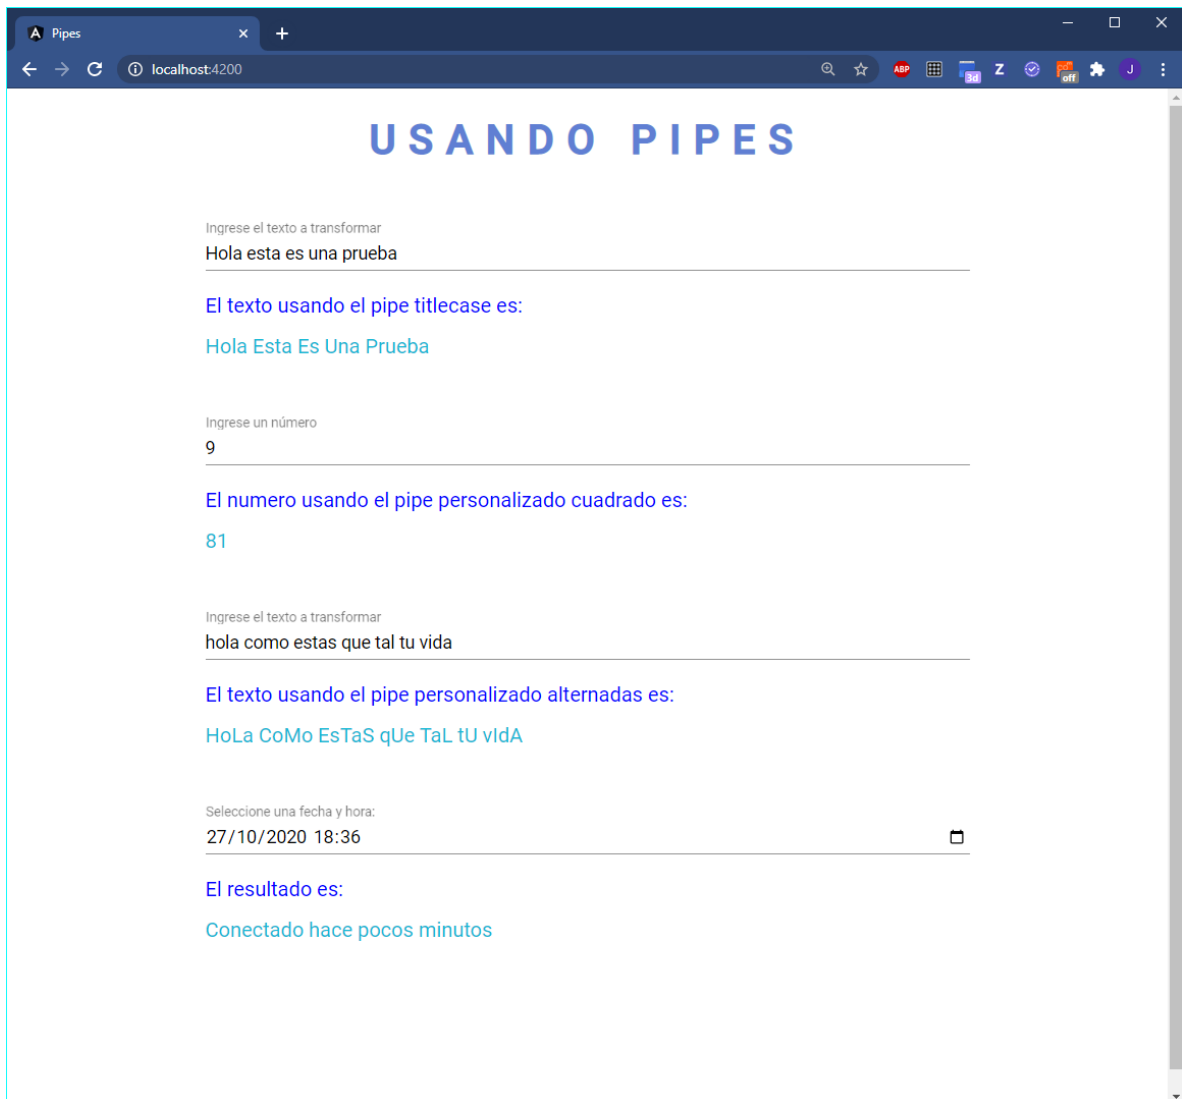 Pipes
localhost:4200
ABP
3d
Z
off
J
USANDO PIPES
Ingrese el texto a transformar
Hola esta es una prueba
El texto usando el pipe titlecase es:
Hola Esta Es Una Prueba
Ingrese un número
9
El numero usando el pipe personalizado cuadrado es:
81
Ingrese el texto a transformar
hola como estas que tal tu vida
El texto usando el pipe personalizado alternadas es:
HoLa CoMo EsTaS qUe TaL tU vIdA
Seleccione una fecha y hora:
27/10/2020 18:36
El resultado es:
Conectado hace pocos minutos